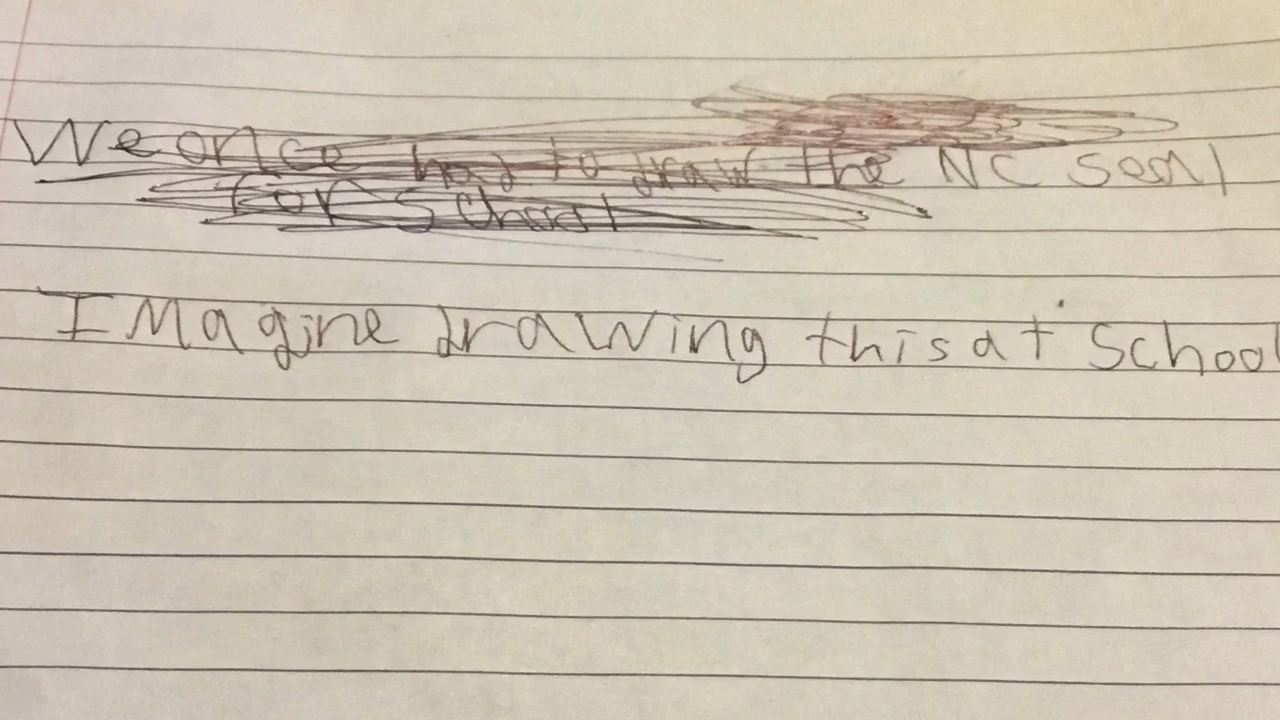 We once had to draw the NC seal
for school
IMagine drawing this at School